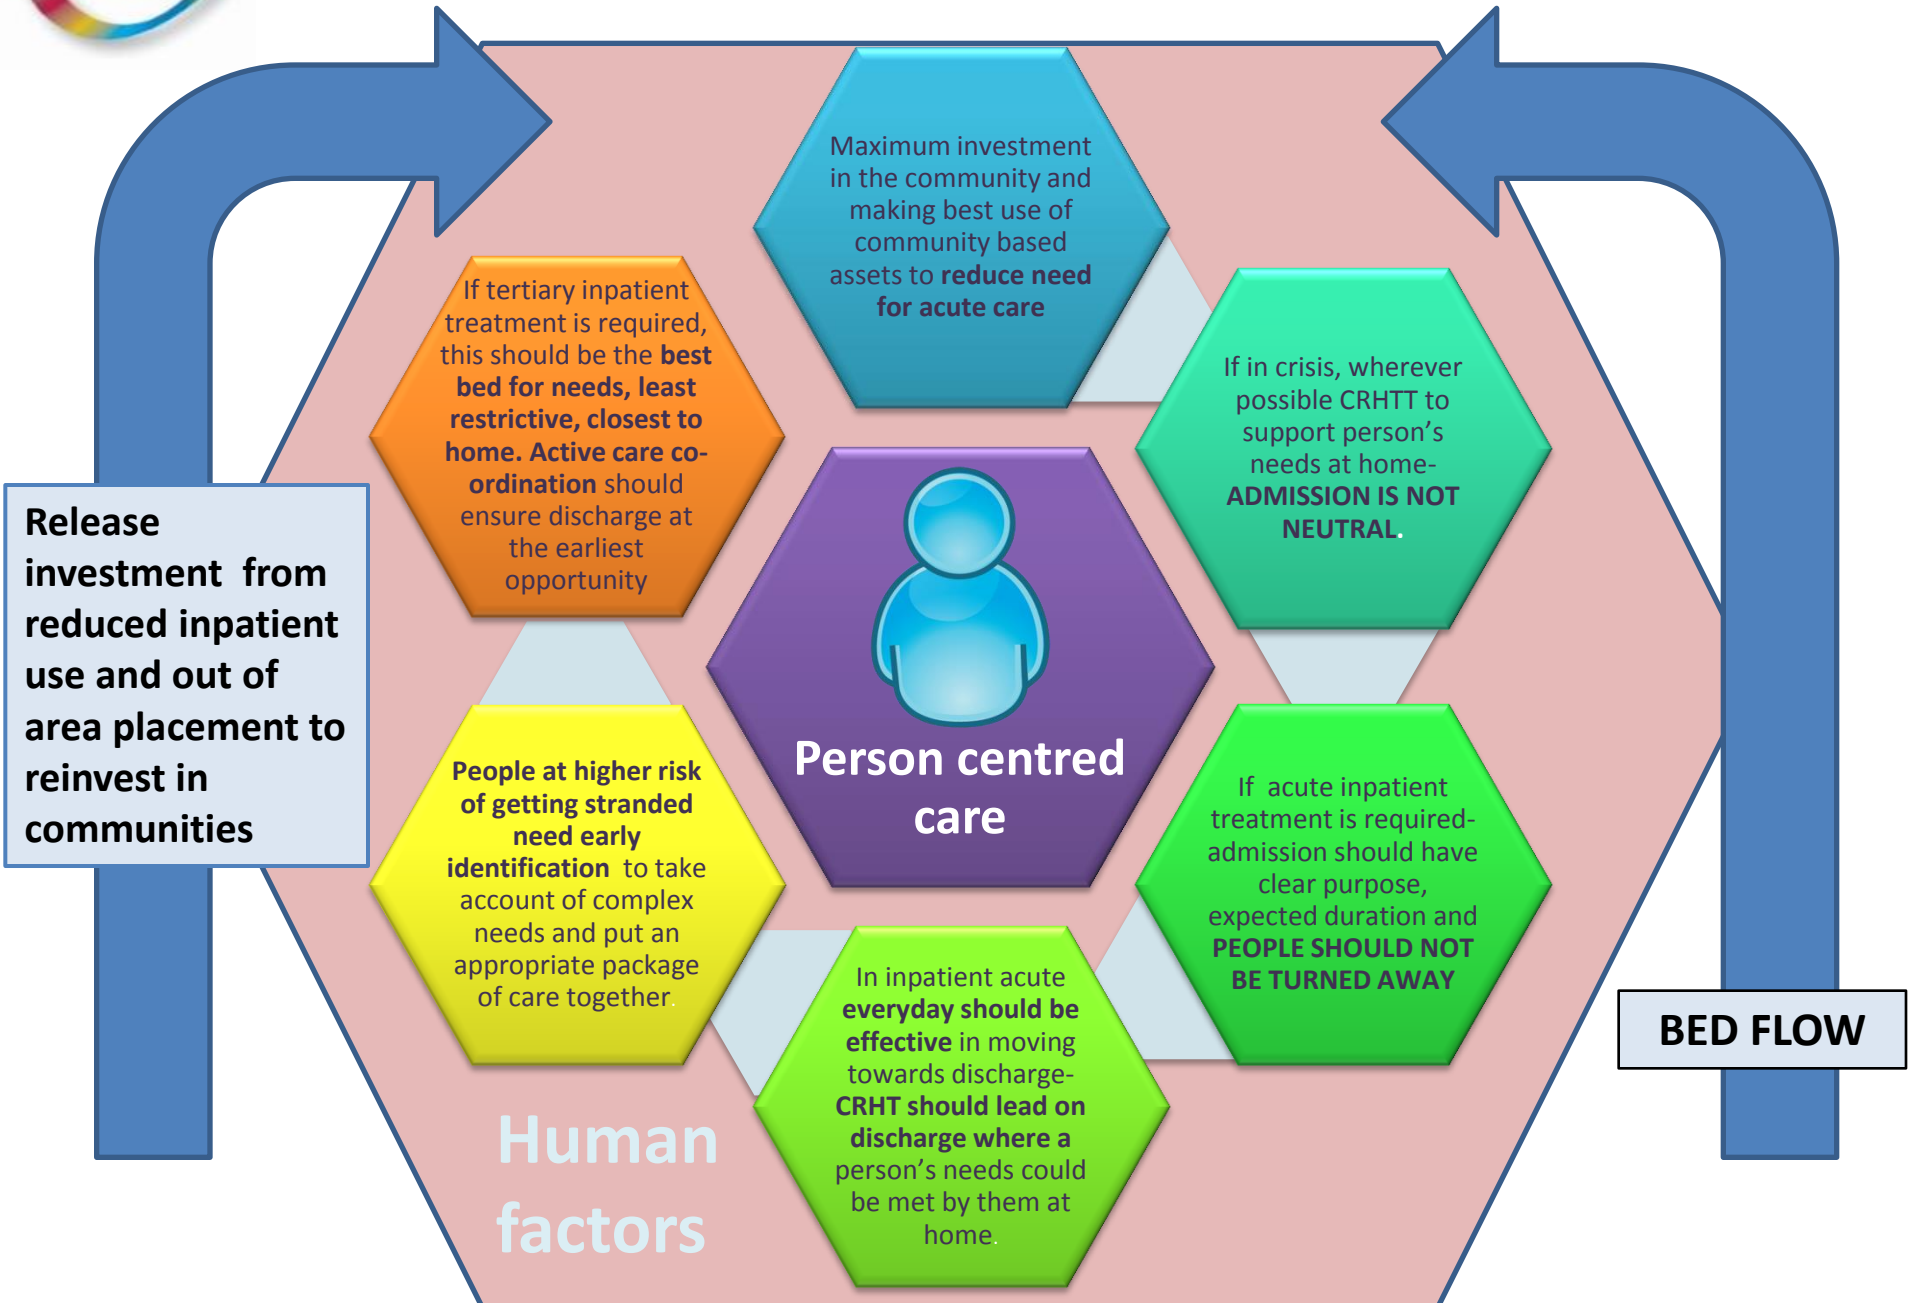 Maximum investment
in the community and
making best use of
community based
assets to reduce need
for acute care
If in crisis, wherever
possible CRHTT to
support person’s
needs at home-
ADMISSION IS NOT
NEUTRAL.
If acute inpatient
treatment is required-
admission should have
clear purpose,
expected duration and
PEOPLE SHOULD NOT
BE TURNED AWAY
In inpatient acute
everyday should be
effective in moving
towards discharge-
CRHT should lead on
discharge where a
person’s needs could
be met by them at
home.
People at higher risk
of getting stranded
need early
identification to take
account of complex
needs and put an
appropriate package
of care together.
If tertiary inpatient
treatment is required,
this should be the best
bed for needs, least
restrictive, closest to
home. Active care co-
ordination should
ensure discharge at
the earliest
opportunity
Person centred
care
Release
investment from
reduced inpatient
use and out of
area placement to
reinvest in
communities
BED FLOW
Human
factors